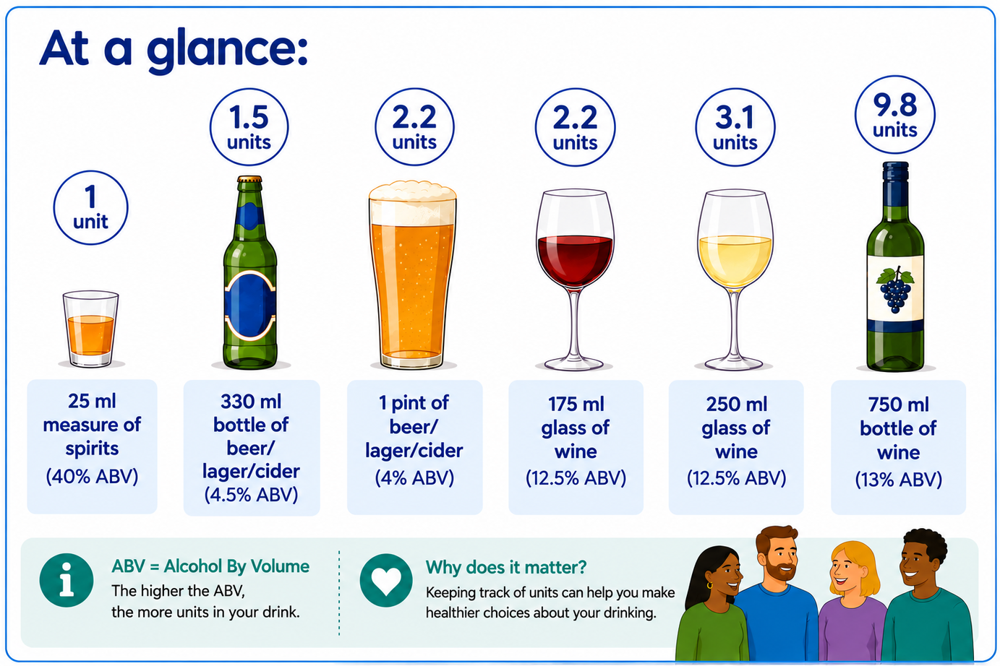 At a glance:
1
unit
1.5
units
2.2
units
2.2
units
3.1
units
9.8
units
25 ml
measure of
spirits
(40% ABV)
330 ml
bottle of
beer/
lager/cider
(4.5% ABV)
1 pint of
beer/
lager/cider
(4% ABV)
175 ml
glass of
wine
(12.5% ABV)
250 ml
glass of
wine
(12.5% ABV)
750 ml
bottle of
wine
(13% ABV)
i
ABV = Alcohol By Volume
The higher the ABV,
the more units in your drink.
Why does it matter?
Keeping track of units can help you make
healthier choices about your drinking.